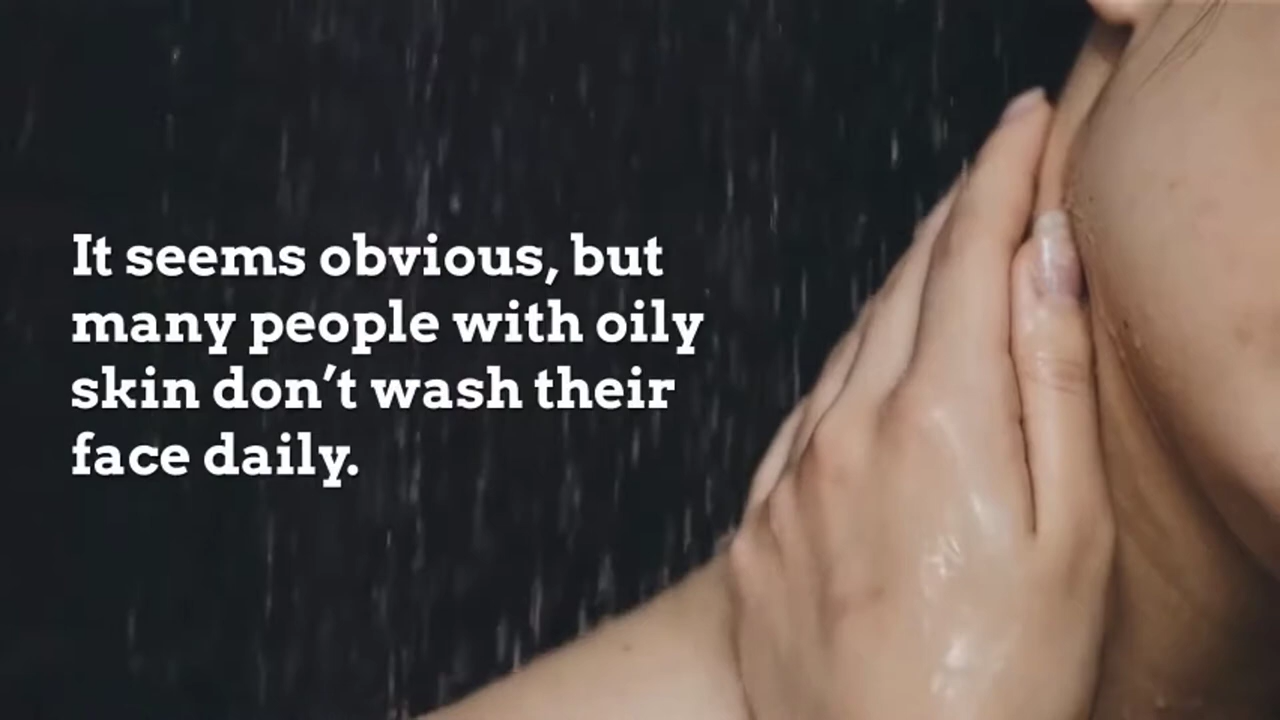 It seems obvious, but
many people with oily
skin don’t wash their
face daily.